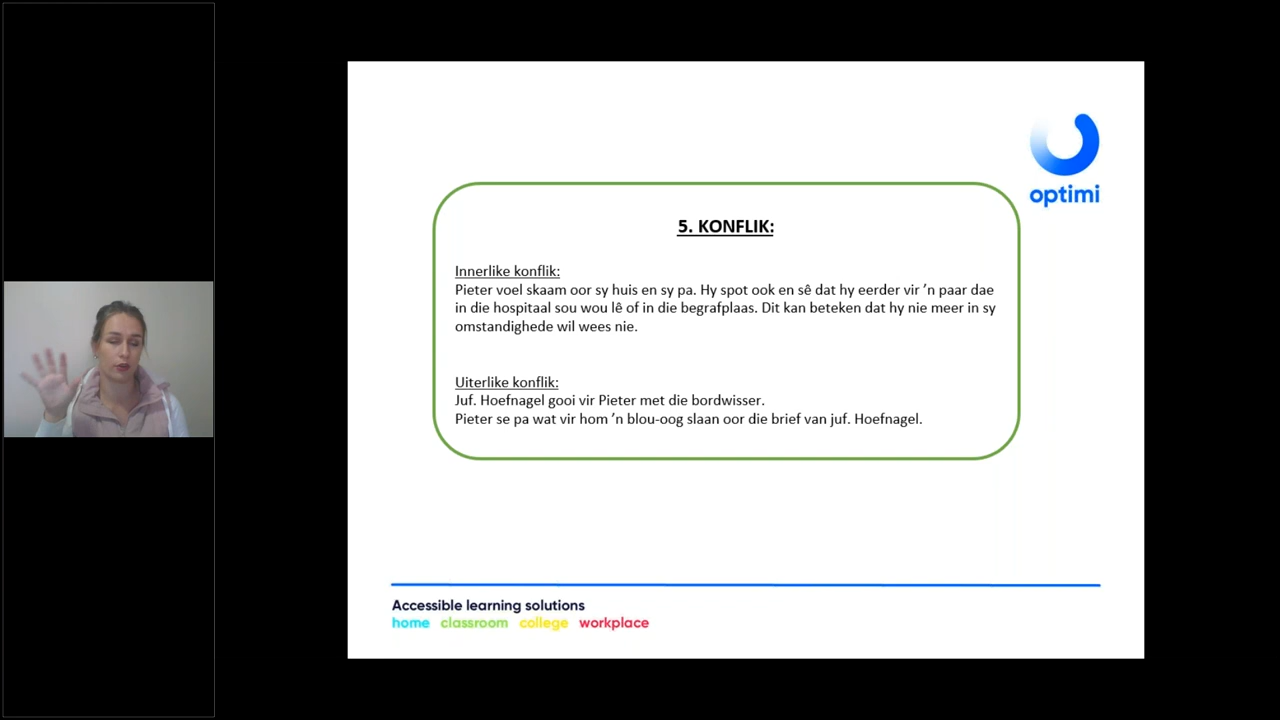 optimi
5. KONFLIK:
Innerlike konflik:
Pieter voel skaam oor sy huis en sy pa. Hy spot ook en sê dat hy eerder vir ’n paar dae
in die hospitaal sou wou lê of in die begrafplaas. Dit kan beteken dat hy nie meer in sy
omstandighede wil wees nie.
Uiterlike konflik:
Juf. Hoefnagel gooi vir Pieter met die bordwisser.
Pieter se pa wat vir hom ’n blou-oog slaan oor die brief van juf. Hoefnagel.
Accessible learning solutions
home classroom college workplace